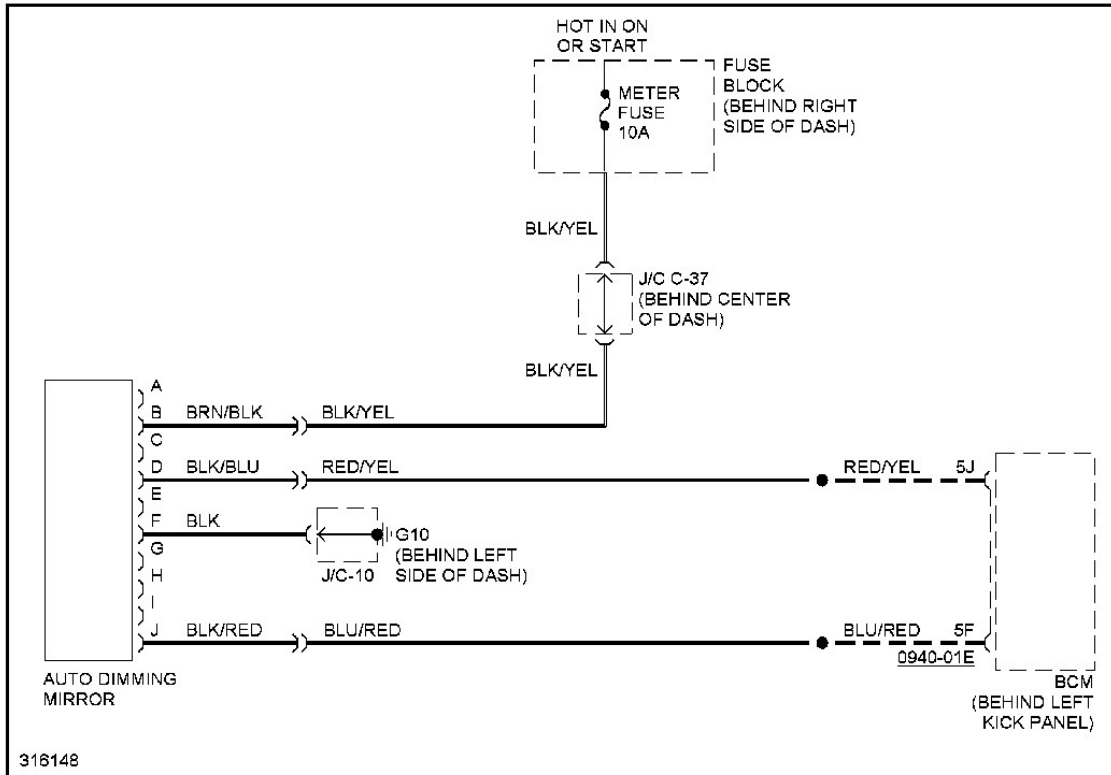 HOT IN ON
OR START
METER
FUSE
10A
FUSE
BLOCK
(BEHIND RIGHT
SIDE OF DASH)
BLK/YEL
J/C C-37
(BEHIND CENTER
OF DASH)
BLK/YEL
A
B BRN/BLK BLK/YEL
C
D BLK/BLU RED/YEL RED/YEL 5J
E
F BLK
G
G10
(BEHIND LEFT
SIDE OF DASH)
J/C-10
H
I
J BLK/RED BLU/RED BLU/RED 5F
0940-01E
AUTO DIMMING
MIRROR
BCM
(BEHIND LEFT
KICK PANEL)
316148